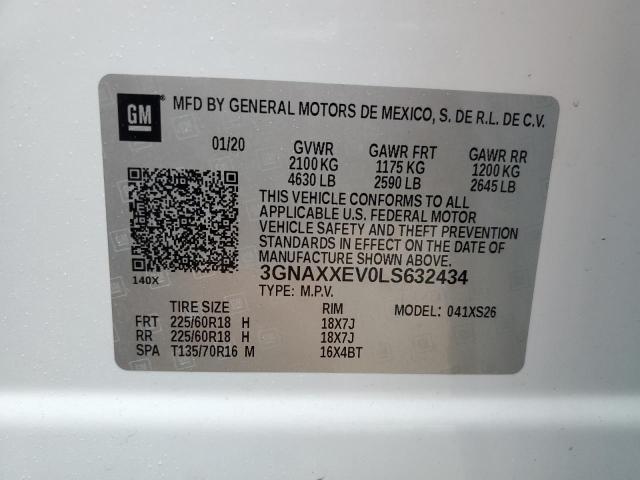 GM ® MFD BY GENERAL MOTORS DE MEXICO, S. DE R.L. DE C.V.
01/20 GVWR GAWR FRT GAWR RR
2100 KG 1175 KG 1200 KG
4630 LB 2590 LB 2645 LB
THIS VEHICLE CONFORMS TO ALL
APPLICABLE U.S. FEDERAL MOTOR
VEHICLE SAFETY AND THEFT PREVENTION
STANDARDS IN EFFECT ON THE DATE OF
MANUFACTURE SHOWN ABOVE.
140X 3GNAXXEV0LS632434
TYPE: M.P.V.
TIRE SIZE RIM MODEL: 041XS26
FRT 225/60R18 H 18X7J
RR 225/60R18 H 18X7J
SPA T135/70R16 M 16X4BT